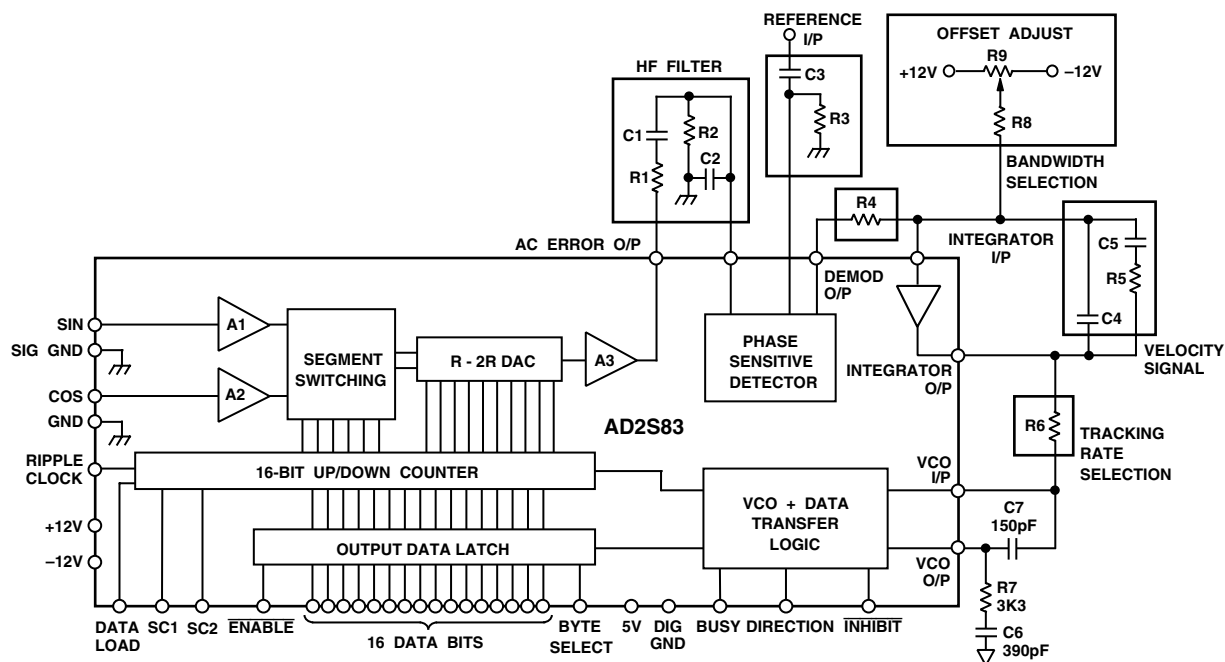 REFERENCE
I/P
HF FILTER
C1
R1
R2
C2
C3
R3
OFFSET ADJUST
R9
+12V
–12V
R8
BANDWIDTH
SELECTION
R4
AC ERROR O/P
DEMOD
O/P
INTEGRATOR
I/P
C5
R5
C4
VELOCITY
SIGNAL
SIN
SIG GND
COS
GND
RIPPLE
CLOCK
+12V
–12V
A1
A2
SEGMENT
SWITCHING
R - 2R DAC
A3
PHASE
SENSITIVE
DETECTOR
INTEGRATOR
O/P
AD2S83
R6
TRACKING
RATE
SELECTION
16-BIT UP/DOWN COUNTER
OUTPUT DATA LATCH
VCO + DATA
TRANSFER
LOGIC
VCO
I/P
VCO
O/P
C7
150pF
R7
3K3
C6
390pF
DATA
LOAD
SC1
SC2
ENABLE
16 DATA BITS
BYTE
SELECT
5V
DIG
GND
BUSY
DIRECTION
INHIBIT